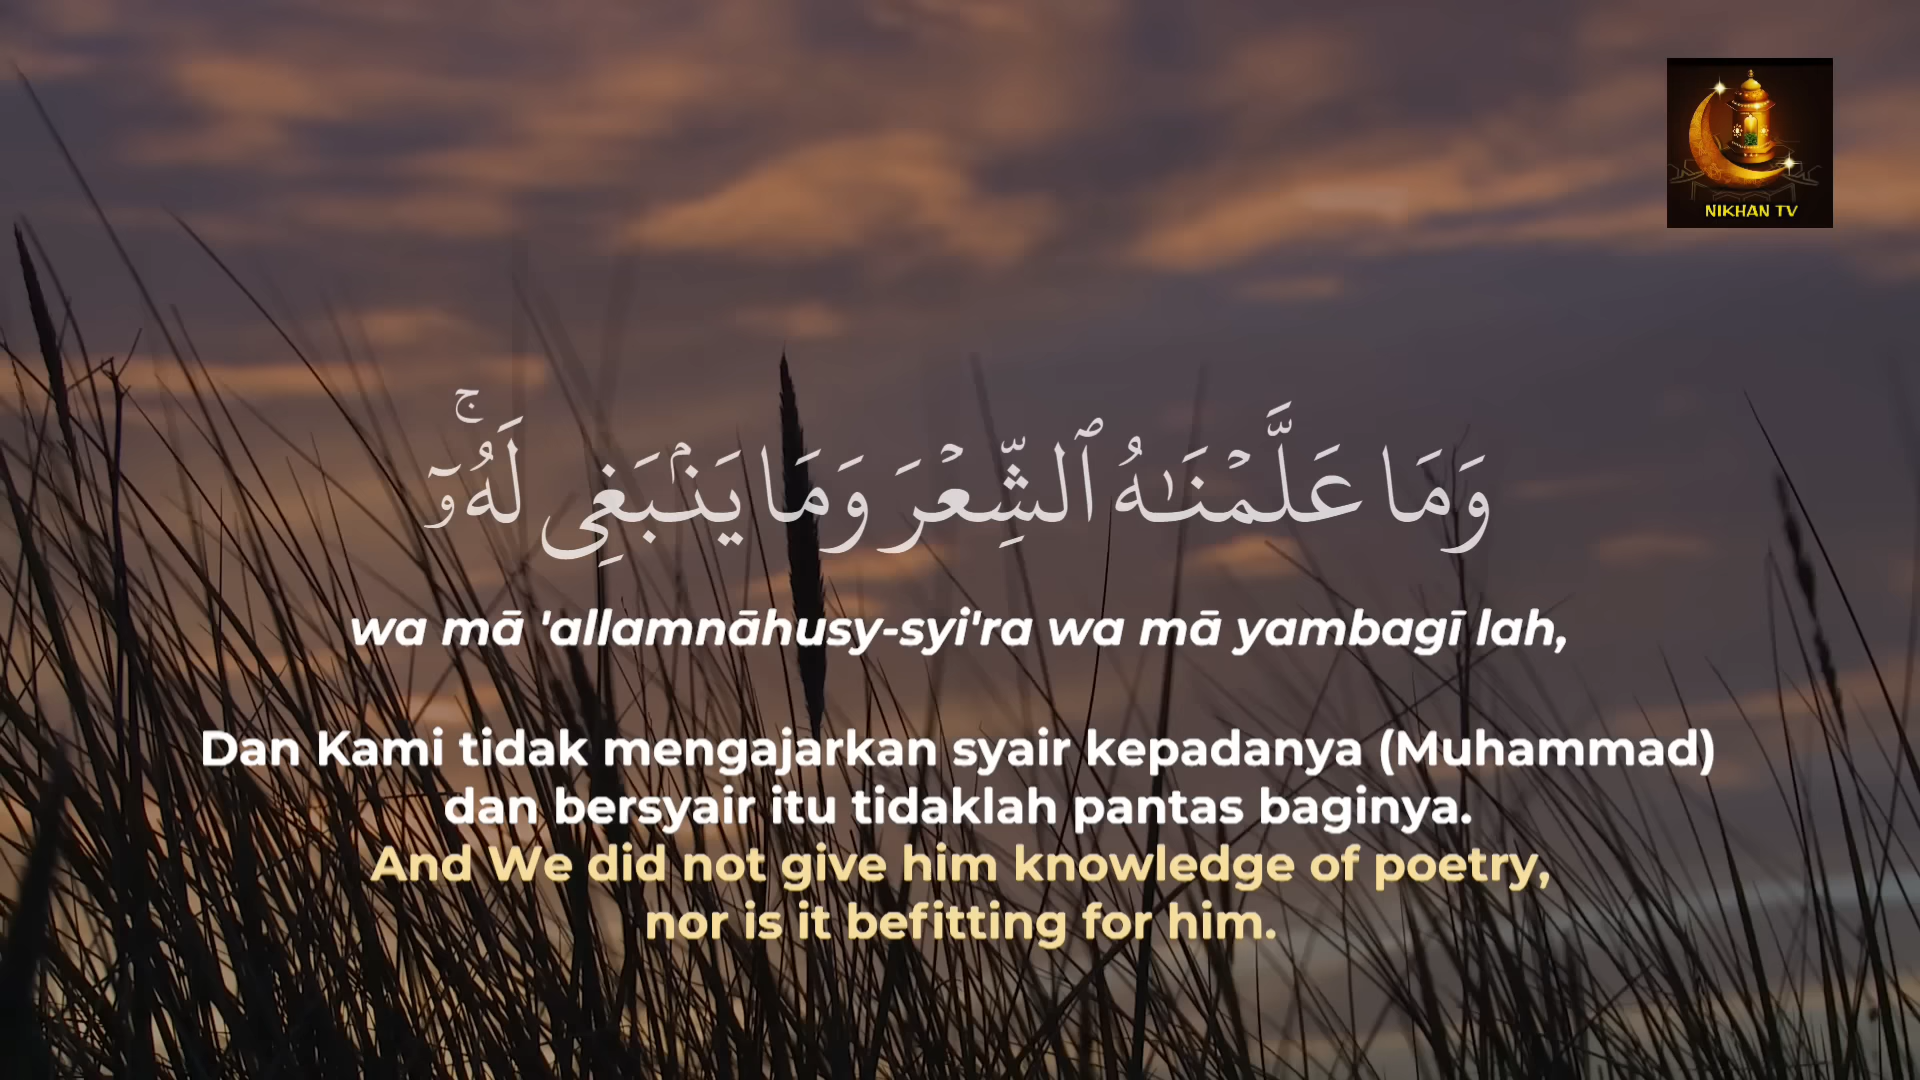 NIKHAN TV
وَمَا عَلَّمْنَـٰهُ ٱلشِّعْرَ وَمَا يَنۢبَغِى لَهُۥٓ ۚ
wa mā 'allamnāhusy-syi'ra wa mā yambagī lah,
Dan Kami tidak mengajarkan syair kepadanya (Muhammad)
dan bersyair itu tidaklah pantas baginya.
And We did not give him knowledge of poetry,
nor is it befitting for him.